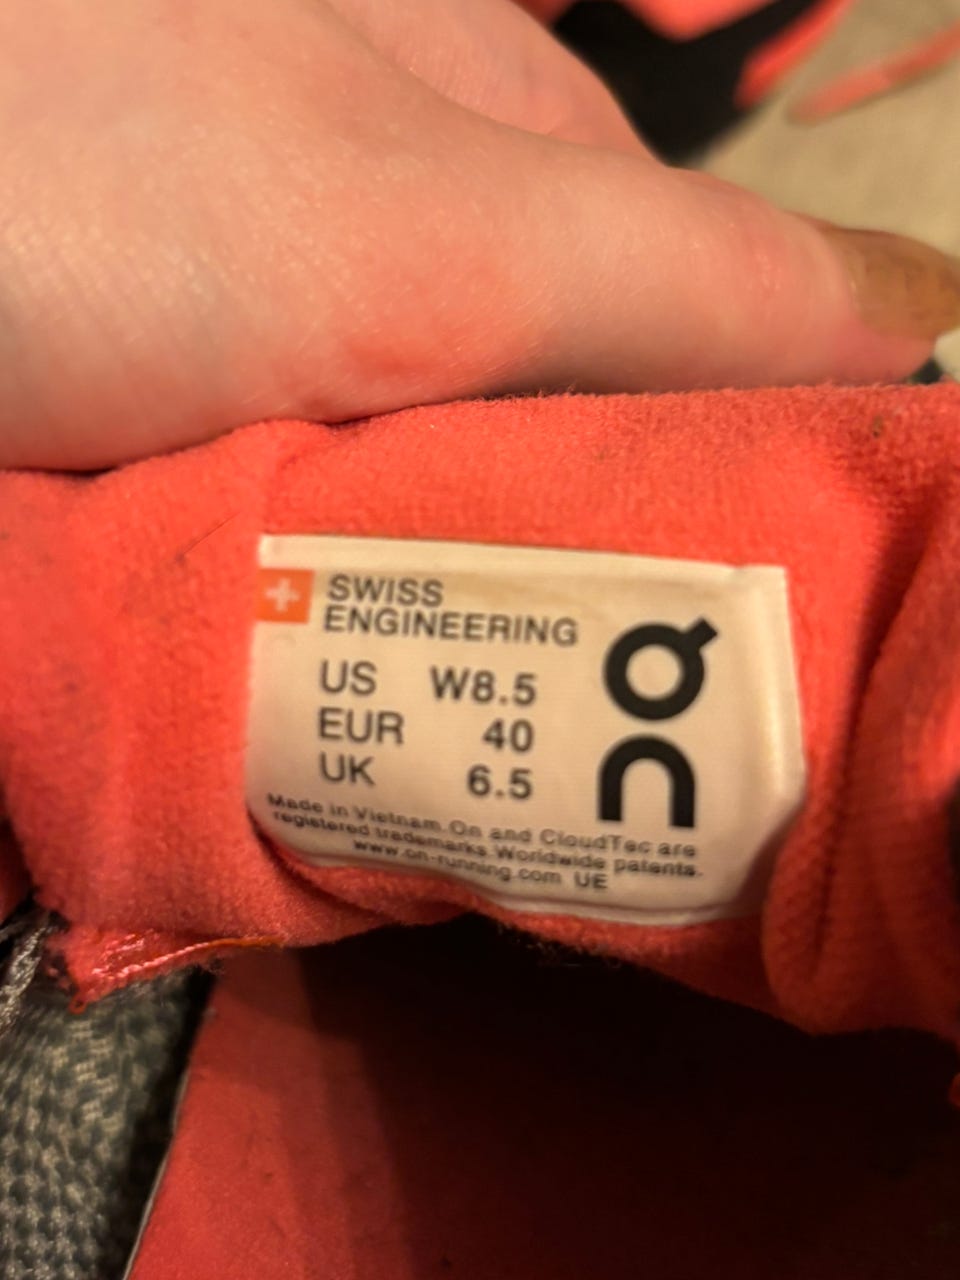 SWISS
ENGINEERING
US W8.5
EUR 40
UK 6.5
Made in Vietnam. On and CloudTec are
registered trademarks. Worldwide patents.
www.on-running.com UE
On